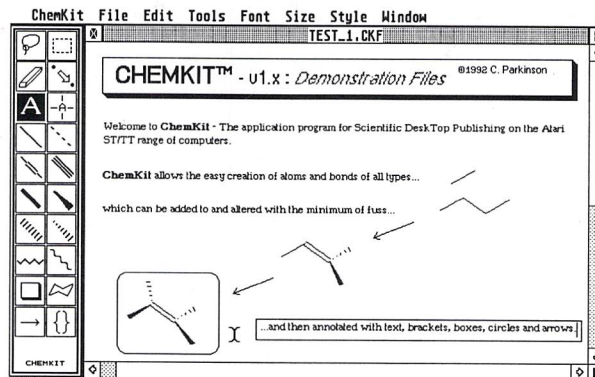 ChemKit File Edit Tools Font Size Style Window
TEST_1.CKF
CHEMKIT™ - v1.x : Demonstration Files ©1992 C. Parkinson
A
A
Welcome to ChemKit - The application program for Scientific DeskTop Publishing on the Atari
ST/TT range of computers.
ChemKit allows the easy creation of atoms and bonds of all types...
which can be added to and altered with the minimum of fuss...
...and then annotated with text, brackets, boxes, circles and arrows.
{}
CHEMKIT